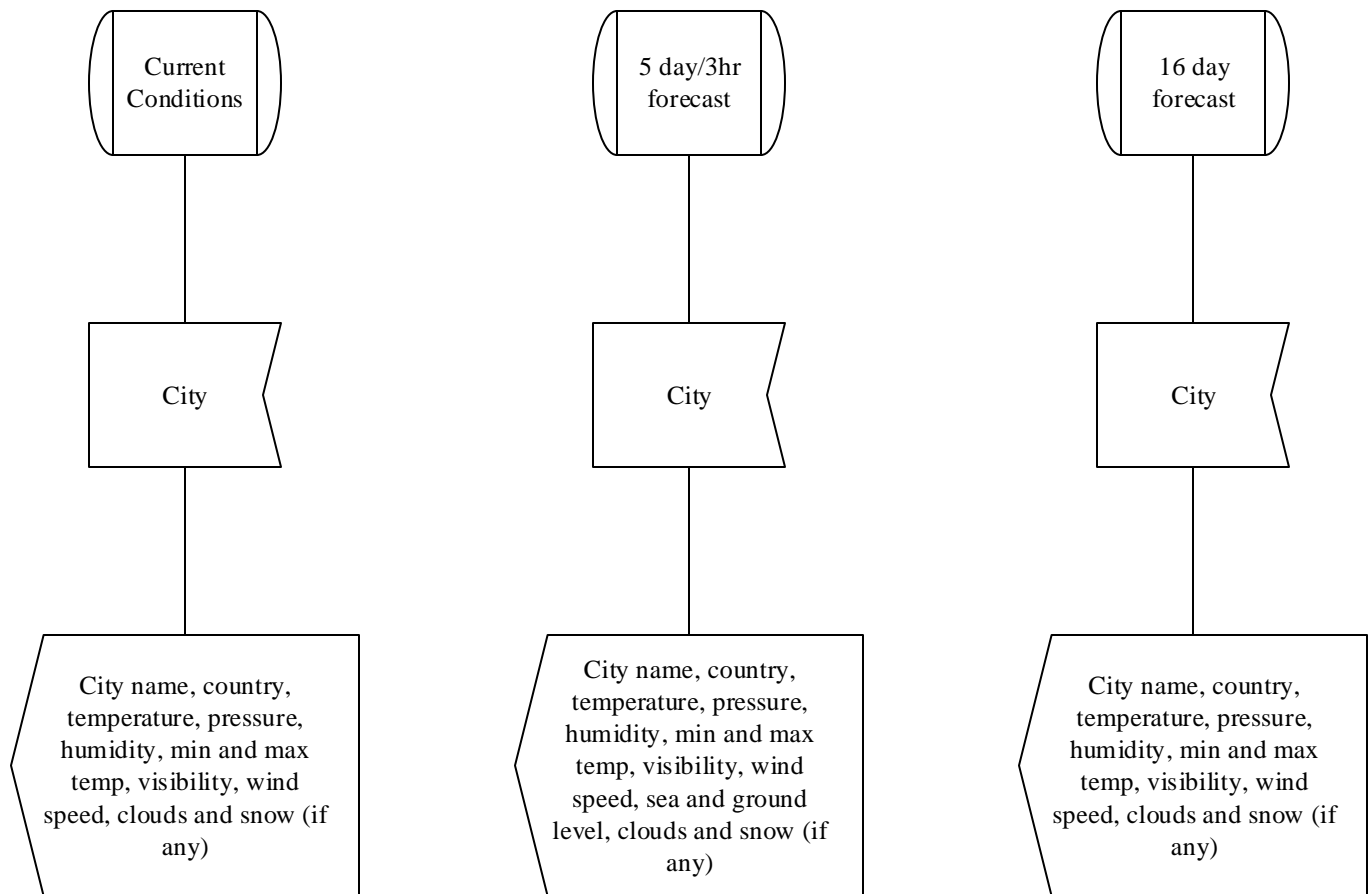 Current
Conditions
5 day/3hr
forecast
16 day
forecast
City
City
City
City name, country,
temperature, pressure,
humidity, min and max
temp, visibility, wind
speed, clouds and snow (if
any)
City name, country,
temperature, pressure,
humidity, min and max
temp, visibility, wind
speed, sea and ground
level, clouds and snow (if
any)
City name, country,
temperature, pressure,
humidity, min and max
temp, visibility, wind
speed, clouds and snow (if
any)